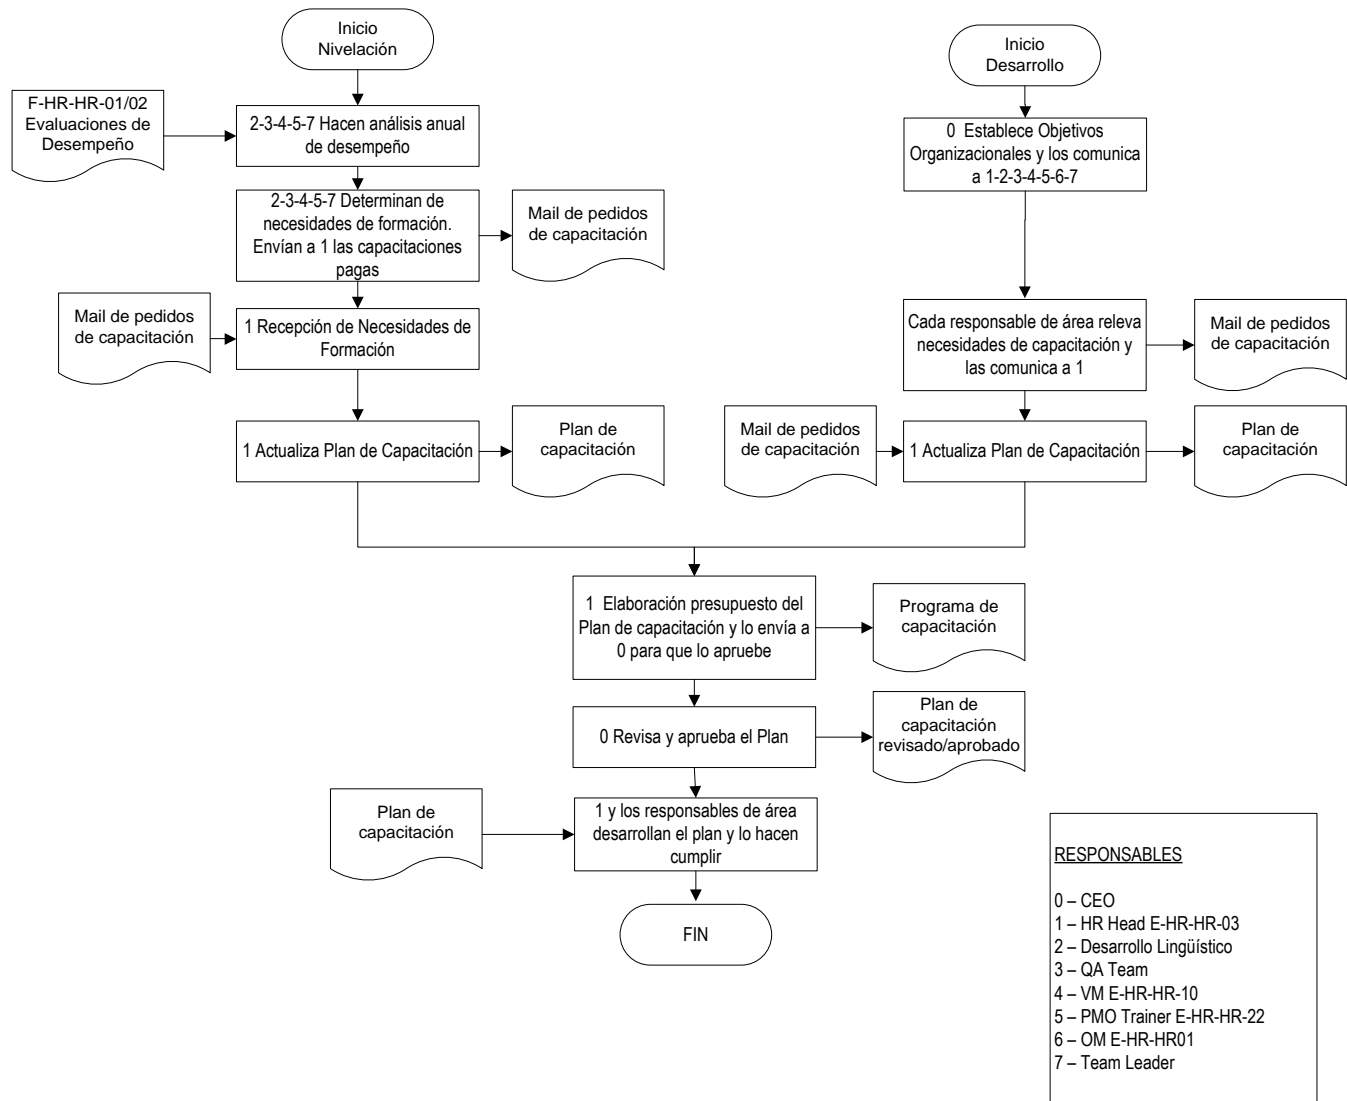 Inicio
Nivelación
Inicio
Desarrollo
F-HR-HR-01/02
Evaluaciones de
Desempeño
2-3-4-5-7 Hacen análisis anual
de desempeño
0  Establece Objetivos
Organizacionales y los comunica
a 1-2-3-4-5-6-7
2-3-4-5-7 Determinan de
necesidades de formación.
Envían a 1 las capacitaciones
pagas
Mail de pedidos
de capacitación
Mail de pedidos
de capacitación
1 Recepción de Necesidades de
Formación
Cada responsable de área releva
necesidades de capacitación y
las comunica a 1
Mail de pedidos
de capacitación
1 Actualiza Plan de Capacitación
Plan de
capacitación
Mail de pedidos
de capacitación
1 Actualiza Plan de Capacitación
Plan de
capacitación
1  Elaboración presupuesto del
Plan de capacitación y lo envía a
0 para que lo apruebe
Programa de
capacitación
0 Revisa y aprueba el Plan
Plan de
capacitación
revisado/aprobado
Plan de
capacitación
1 y los responsables de área
desarrollan el plan y lo hacen
cumplir
FIN
RESPONSABLES
0 – CEO
1 – HR Head E-HR-HR-03
2 – Desarrollo Lingüístico
3 – QA Team
4 – VM E-HR-HR-10
5 – PMO Trainer E-HR-HR-22
6 – OM E-HR-HR01
7 – Team Leader